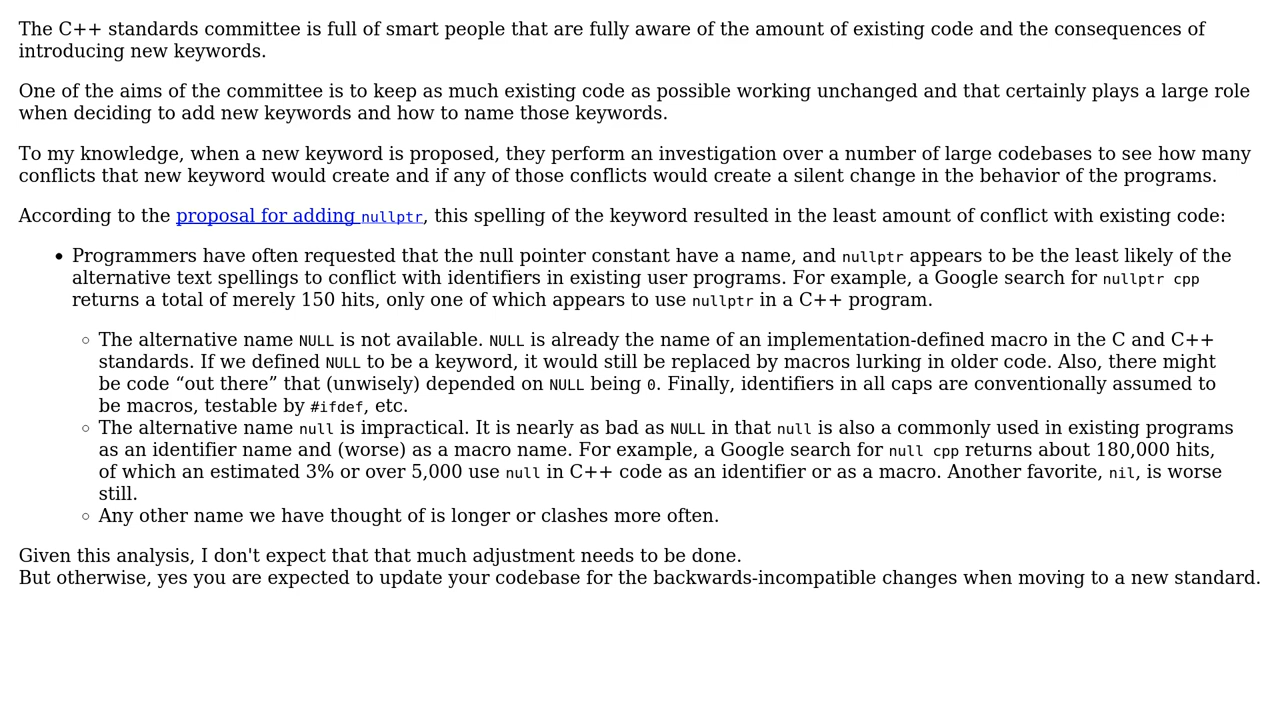 The C++ standards committee is full of smart people that are fully aware of the amount of existing code and the consequences of
introducing new keywords.
One of the aims of the committee is to keep as much existing code as possible working unchanged and that certainly plays a large role
when deciding to add new keywords and how to name those keywords.
To my knowledge, when a new keyword is proposed, they perform an investigation over a number of large codebases to see how many
conflicts that new keyword would create and if any of those conflicts would create a silent change in the behavior of the programs.
According to the proposal for adding nullptr, this spelling of the keyword resulted in the least amount of conflict with existing code:
• Programmers have often requested that the null pointer constant have a name, and nullptr appears to be the least likely of the
alternative text spellings to conflict with identifiers in existing user programs. For example, a Google search for nullptr cpp
returns a total of merely 150 hits, only one of which appears to use nullptr in a C++ program.
◦ The alternative name NULL is not available. NULL is already the name of an implementation-defined macro in the C and C++
standards. If we defined NULL to be a keyword, it would still be replaced by macros lurking in older code. Also, there might
be code “out there” that (unwisely) depended on NULL being 0. Finally, identifiers in all caps are conventionally assumed to
be macros, testable by #ifdef, etc.
◦ The alternative name null is impractical. It is nearly as bad as NULL in that null is also a commonly used in existing programs
as an identifier name and (worse) as a macro name. For example, a Google search for null cpp returns about 180,000 hits,
of which an estimated 3% or over 5,000 use null in C++ code as an identifier or as a macro. Another favorite, nil, is worse
still.
◦ Any other name we have thought of is longer or clashes more often.
Given this analysis, I don't expect that that much adjustment needs to be done.
But otherwise, yes you are expected to update your codebase for the backwards-incompatible changes when moving to a new standard.